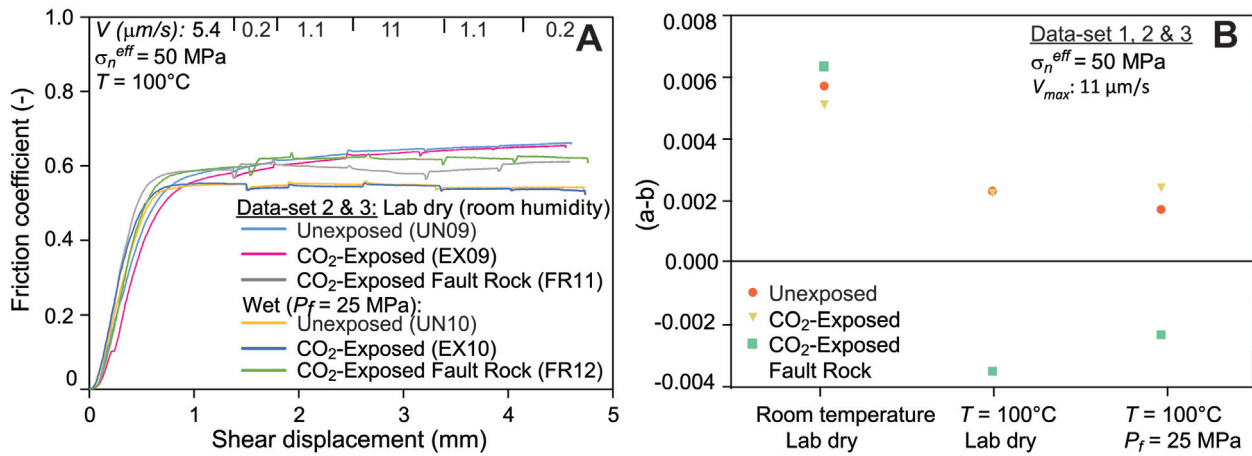 V (μm/s): 5.4 0.2 1.1 11 1.1 0.2
A
σₙᵉᶠᶠ = 50 MPa
T = 100°C
Friction coefficient (-)
1.0
0.8
0.6
0.4
0.2
0
Data-set 2 & 3: Lab dry (room humidity)
Unexposed (UN09)
CO₂-Exposed (EX09)
CO₂-Exposed Fault Rock (FR11)
Wet (Pf = 25 MPa):
Unexposed (UN10)
CO₂-Exposed (EX10)
CO₂-Exposed Fault Rock (FR12)
0 1 2 3 4 5
Shear displacement (mm)
B
Data-set 1, 2 & 3
σₙᵉᶠᶠ = 50 MPa
Vmax: 11 μm/s
(a-b)
0.008
0.006
0.004
0.002
0.000
-0.002
-0.004
Unexposed
CO₂-Exposed
CO₂-Exposed
Fault Rock
Room temperature
Lab dry
T = 100°C
Lab dry
T = 100°C
Pf = 25 MPa